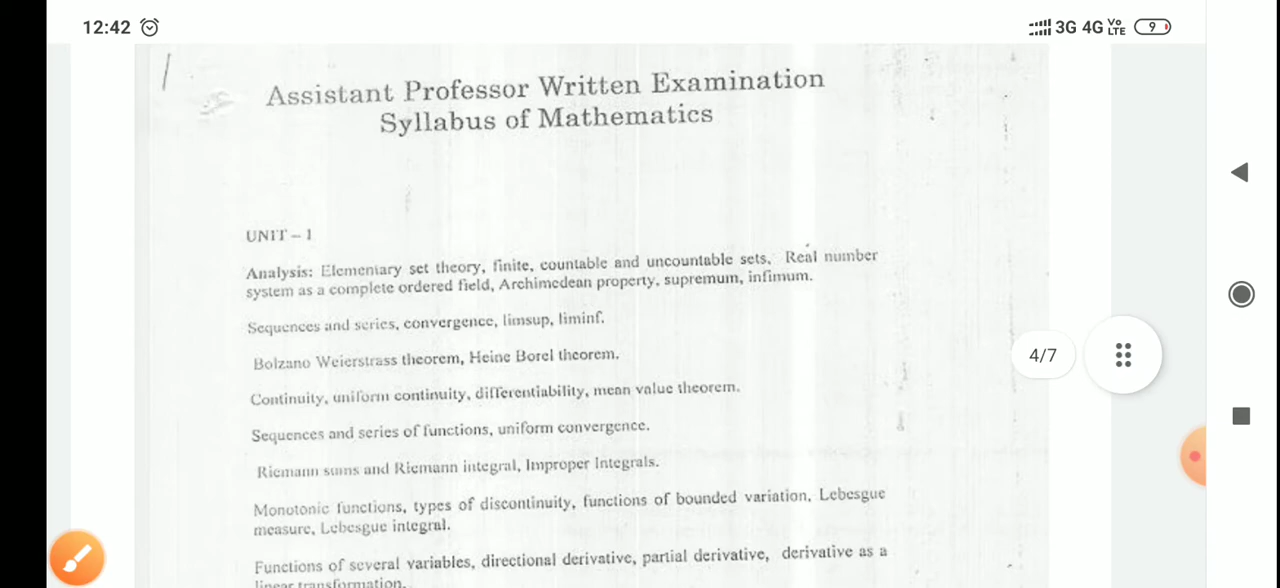 12:42
3G 4G Vo LTE 9
Assistant Professor Written Examination
Syllabus of Mathematics
UNIT – 1
Analysis: Elementary set theory, finite, countable and uncountable sets, Real number
system as a complete ordered field, Archimedean property, supremum, infimum.
Sequences and series, convergence, limsup, liminf.
Bolzano Weierstrass theorem, Heine Borel theorem.
4/7
Continuity, uniform continuity, differentiability, mean value theorem.
Sequences and series of functions, uniform convergence.
Riemann sums and Riemann integral, Improper Integrals.
Monotonic functions, types of discontinuity, functions of bounded variation, Lebesgue
measure, Lebesgue integral.
Functions of several variables, directional derivative, partial derivative, derivative as a
linear transformation.